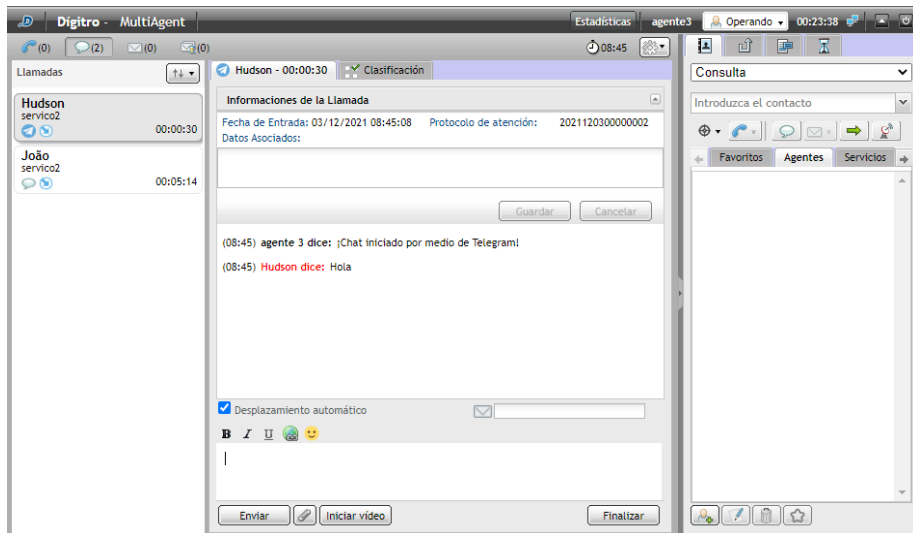 Dígitro - MultiAgent
Estadísticas agente3 Operando 00:23:38
(0) (2) (0) (0) 08:45
Llamadas
Hudson
servico2
00:00:30
João
servico2
00:05:14
Hudson - 00:00:30 Clasificación
Informaciones de la Llamada
Fecha de Entrada: 03/12/2021 08:45:08 Protocolo de atención: 2021120300000002
Datos Asociados:
Guardar Cancelar
(08:45) agente 3 dice: ¡Chat iniciado por medio de Telegram!
(08:45) Hudson dice: Hola
Desplazamiento automático
B I U
Enviar Iniciar vídeo Finalizar
Consulta
Introduzca el contacto
Favoritos Agentes Servicios